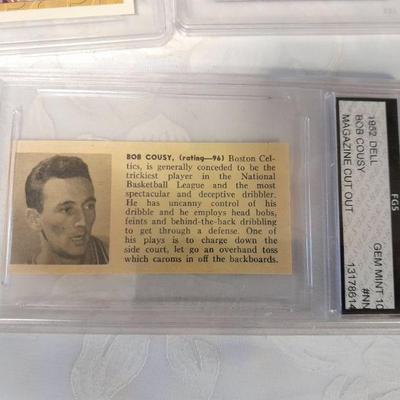 BOB COUSY, (rating—96) Boston Cel-
tics, is generally conceded to be the
trickiest player in the National
Basketball League and the most
spectacular and deceptive dribbler.
He has uncanny control of his
dribble and he employs head bobs,
feints and behind-the-back dribbling
to get through a defense. One of
his plays is to charge down the
side court, let go an overhand toss
which caroms in off the backboards.
FGS
1952 DELL
BOB COUSY
MAGAZINE CUT OUT
GEM MINT 10
#NN
13178614